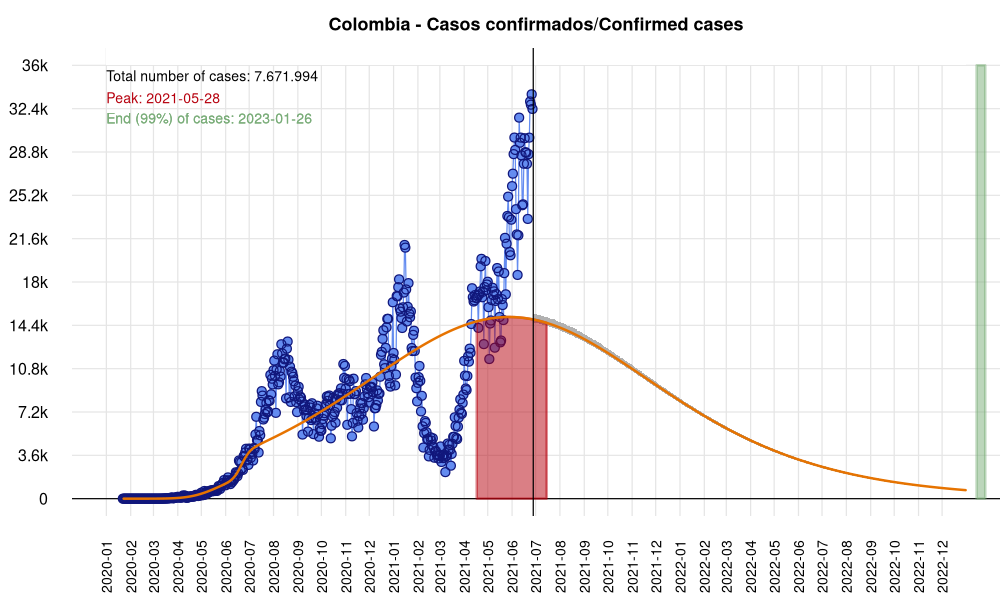 Colombia - Casos confirmados/Confirmed cases
36k
Total number of cases: 7.671.994
Peak: 2021-05-28
32.4k
End (99%) of cases: 2023-01-26
28.8k
25.2k
21.6k
18k
14.4k
10.8k
7.2k
3.6k
0
2020-01
2020-02
2020-03
2020-04
2020-05
2020-06
2020-07
2020-08
2020-09
2020-10
2020-11
2020-12
2021-01
2021-02
2021-03
2021-04
2021-05
2021-06
2021-07
2021-08
2021-09
2021-10
2021-11
2021-12
2022-01
2022-02
2022-03
2022-04
2022-05
2022-06
2022-07
2022-08
2022-09
2022-10
2022-11
2022-12